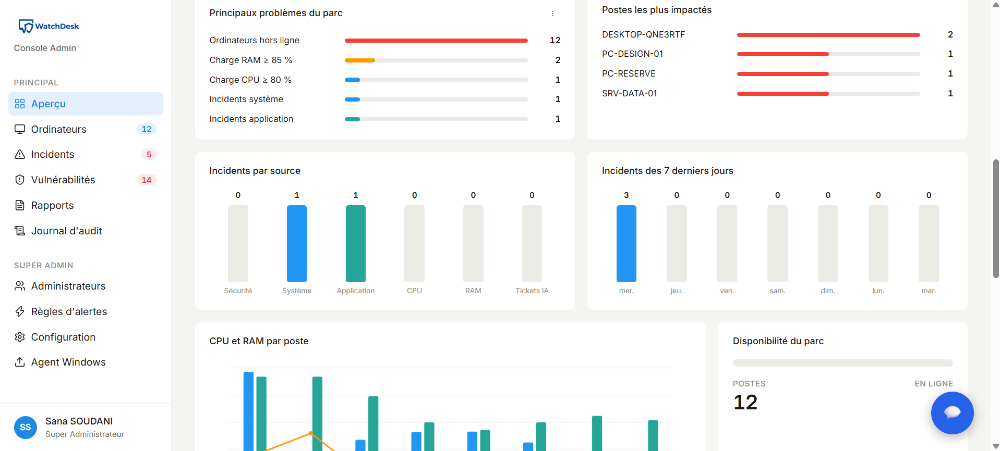 WatchDesk
Console Admin
PRINCIPAL
Aperçu
Ordinateurs 12
Incidents 5
Vulnérabilités 14
Rapports
Journal d'audit
SUPER ADMIN
Administrateurs
Règles d'alertes
Configuration
Agent Windows
SS
Sana SOUDANI
Super Administrateur
Principaux problèmes du parc
Ordinateurs hors ligne 12
Charge RAM ≥ 85 % 2
Charge CPU ≥ 80 % 1
Incidents système 1
Incidents application 1
Postes les plus impactés
DESKTOP-QNE3RTF 2
PC-DESIGN-01 1
PC-RESERVE 1
SRV-DATA-01 1
Incidents par source
0 1 1 0 0 0
Sécurité Système Application CPU RAM Tickets IA
Incidents des 7 derniers jours
3 0 0 0 0 0 0
mer. jeu. ven. sam. dim. lun. mar.
CPU et RAM par poste
Disponibilité du parc
POSTES EN LIGNE
12